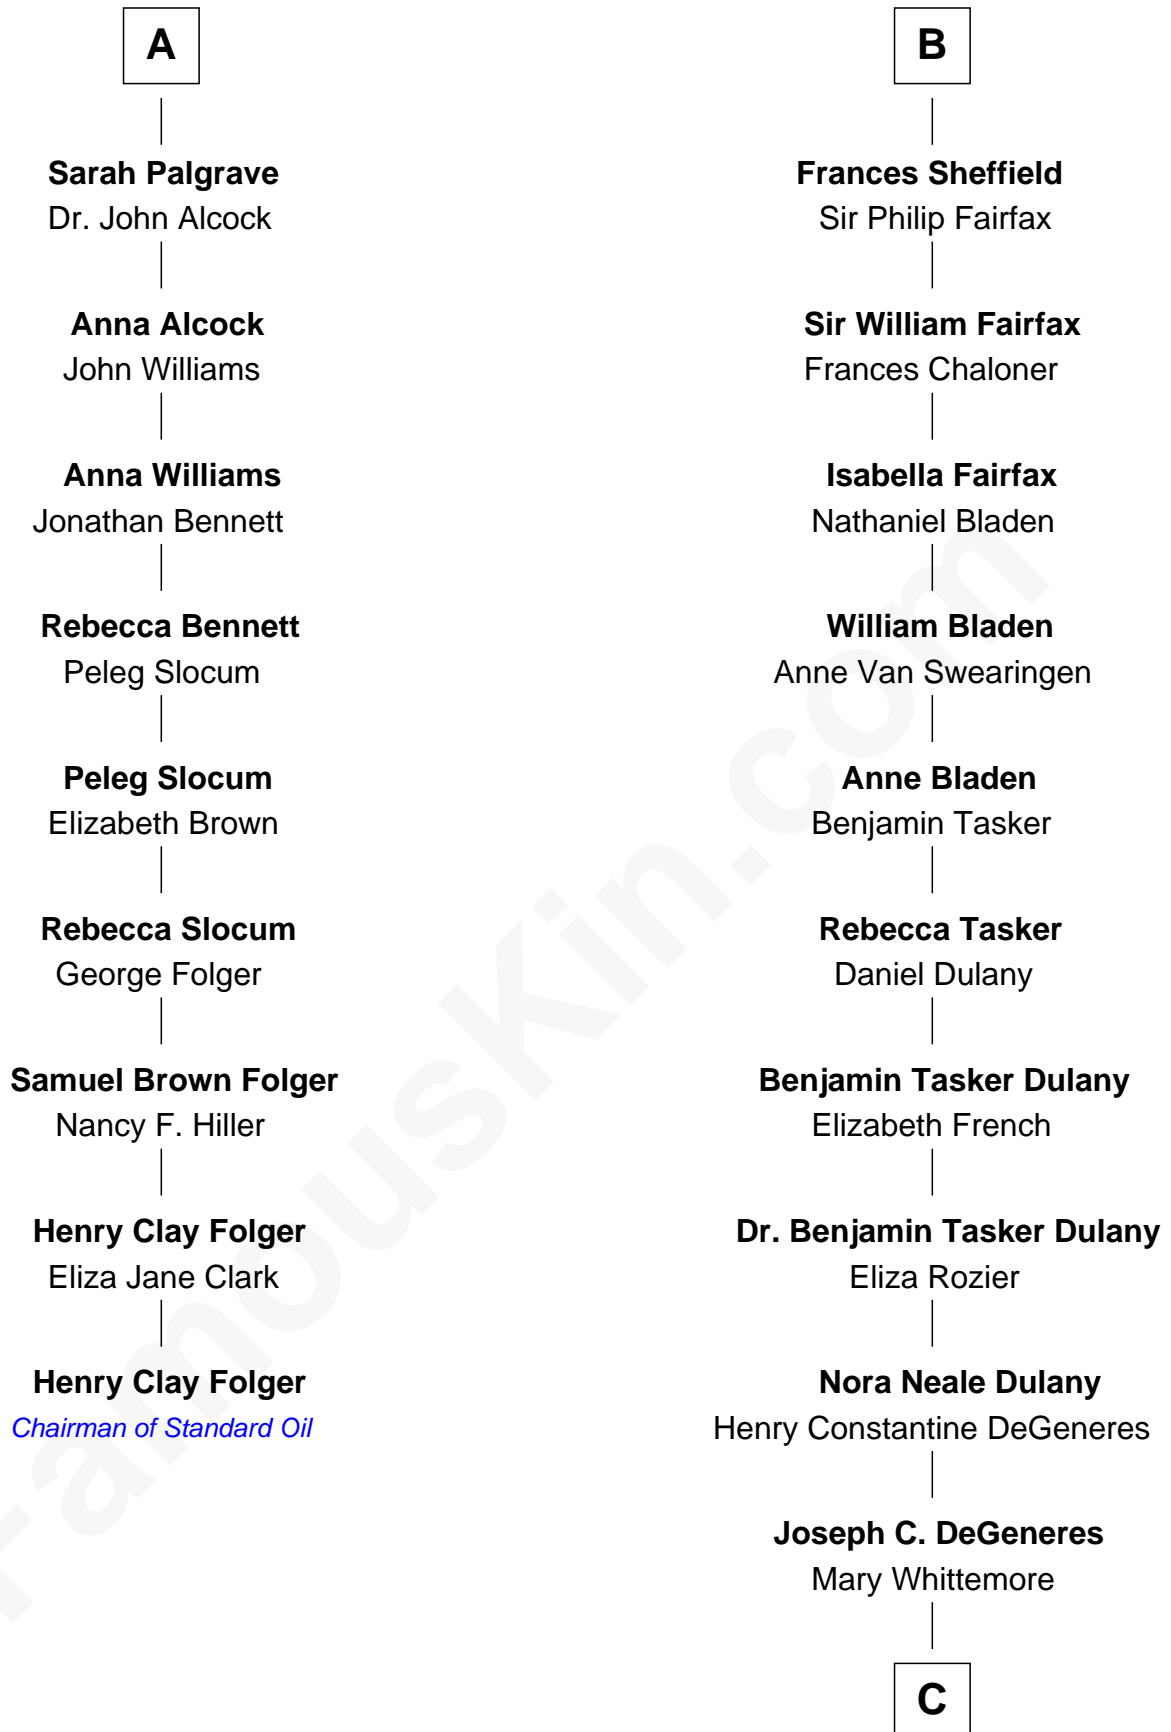 A
Sarah Palgrave
Dr. John Alcock
Anna Alcock
John Williams
Anna Williams
Jonathan Bennett
Rebecca Bennett
Peleg Slocum
Peleg Slocum
Elizabeth Brown
Rebecca Slocum
George Folger
Samuel Brown Folger
Nancy F. Hiller
Henry Clay Folger
Eliza Jane Clark
Henry Clay Folger
Chairman of Standard Oil
B
Frances Sheffield
Sir Philip Fairfax
Sir William Fairfax
Frances Chaloner
Isabella Fairfax
Nathaniel Bladen
William Bladen
Anne Van Swearingen
Anne Bladen
Benjamin Tasker
Rebecca Tasker
Daniel Dulany
Benjamin Tasker Dulany
Elizabeth French
Dr. Benjamin Tasker Dulany
Eliza Rozier
Nora Neale Dulany
Henry Constantine DeGeneres
Joseph C. DeGeneres
Mary Whittemore
C
FamousKin.com